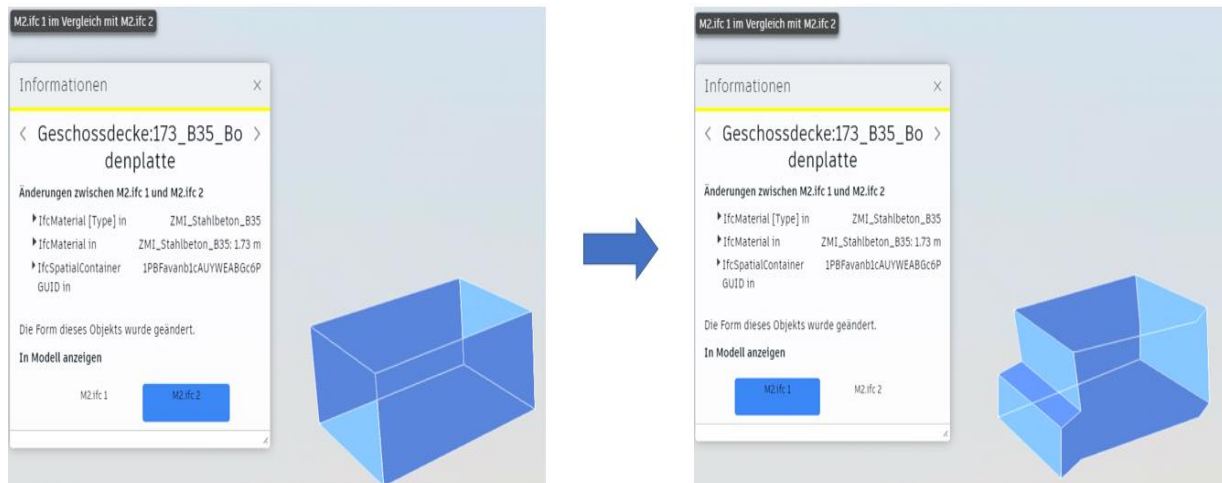 M2.ifc 1 im Vergleich mit M2.ifc 2
Informationen ×
< Geschossdecke:173_B35_Bo >
denplatte
Änderungen zwischen M2.ifc 1 und M2.ifc 2
IfcMaterial [Type] in ZMI_Stahlbeton_B35
IfcMaterial in ZMI_Stahlbeton_B35: 1.73 m
IfcSpatialContainer 1PBFavanb1cAUYWEABGc6P
GUID in
Die Form dieses Objekts wurde geändert.
In Modell anzeigen
M2.ifc 1 M2.ifc 2
M2.ifc 1 im Vergleich mit M2.ifc 2
Informationen ×
< Geschossdecke:173_B35_Bo >
denplatte
Änderungen zwischen M2.ifc 1 und M2.ifc 2
IfcMaterial [Type] in ZMI_Stahlbeton_B35
IfcMaterial in ZMI_Stahlbeton_B35: 1.73 m
IfcSpatialContainer 1PBFavanb1cAUYWEABGc6P
GUID in
Die Form dieses Objekts wurde geändert.
In Modell anzeigen
M2.ifc 1 M2.ifc 2